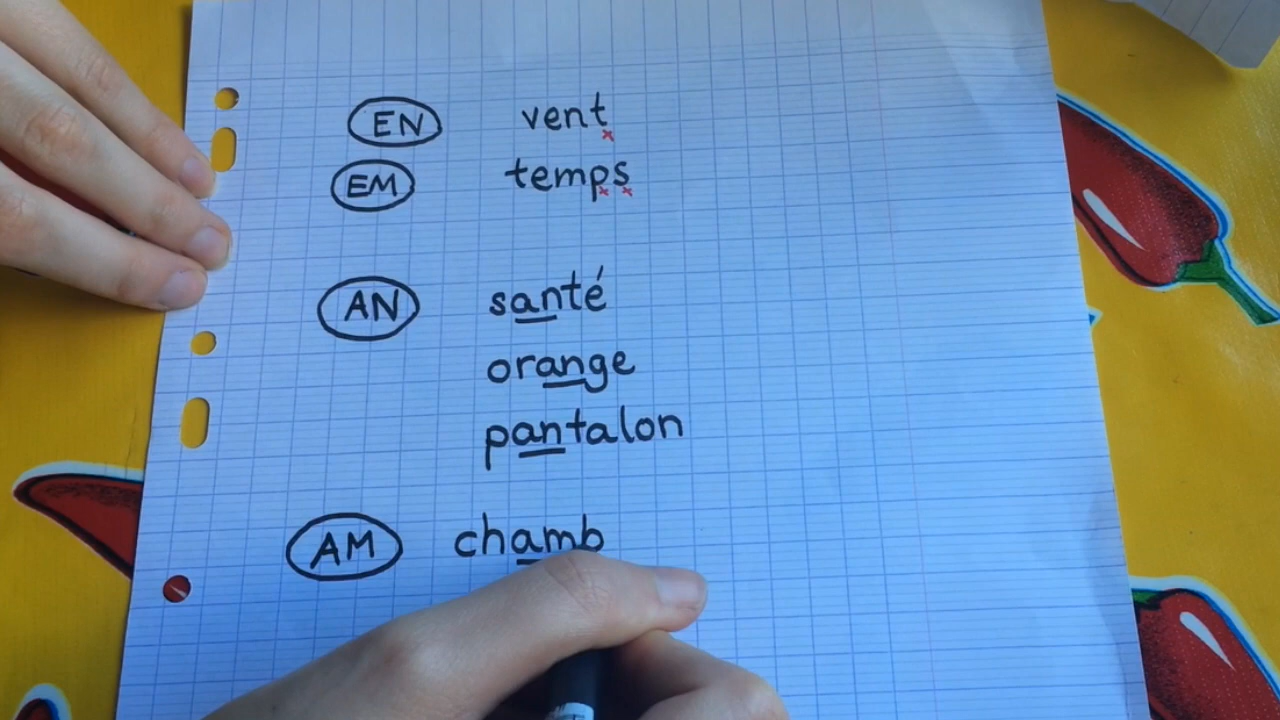 EN vent
EM temps
AN santé
orange
pantalon
AM chamb